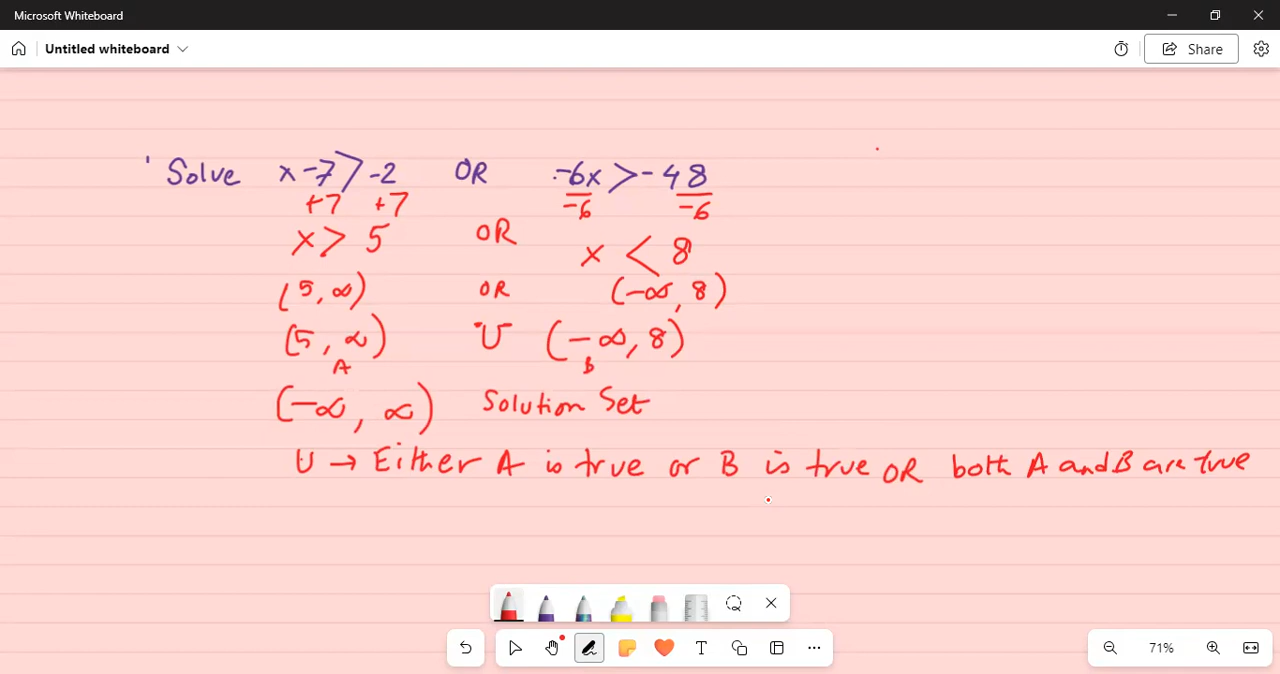 Microsoft Whiteboard
Untitled whiteboard
Share
Solve x -7 > -2 OR -6x > -48
+7 +7 -6 -6
x > 5 OR x < 8
(5, ∞) OR (-∞, 8)
(5, ∞) U (-∞, 8)
A B
(-∞, ∞) Solution Set
U → Either A is true or B is true OR both A and B are true
71%